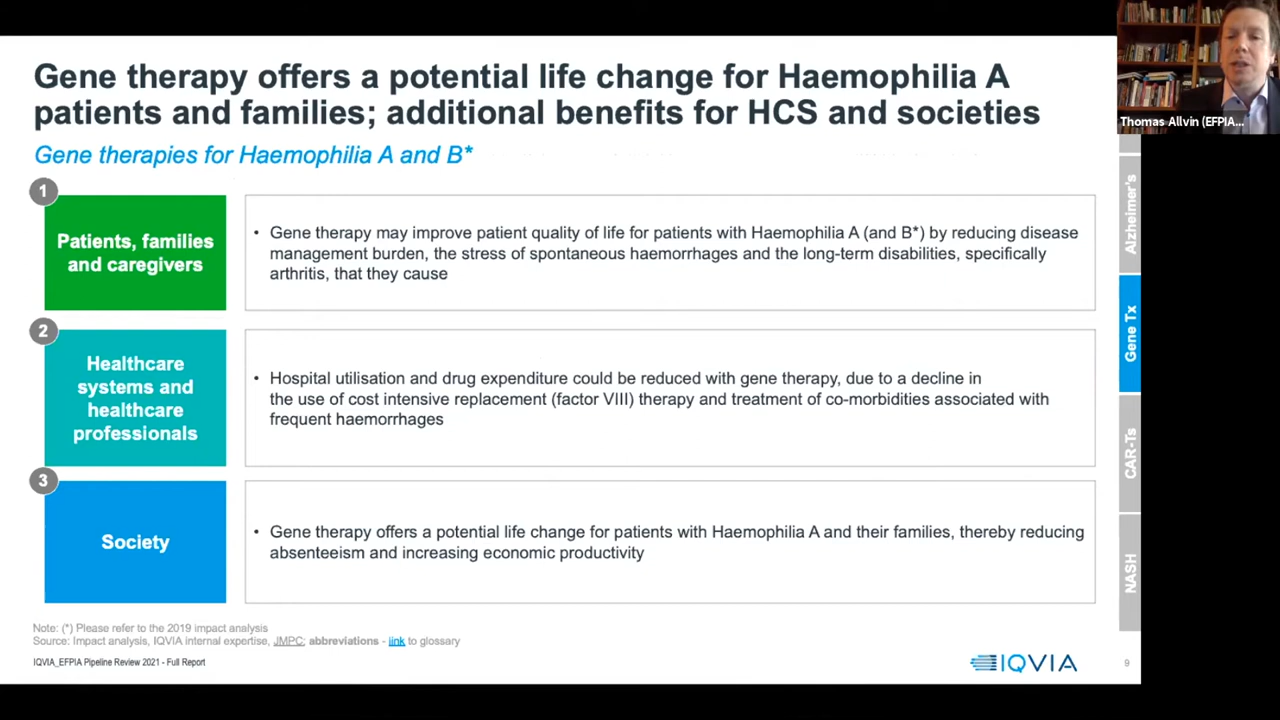 Gene therapy offers a potential life change for Haemophilia A
patients and families; additional benefits for HCS and societies
Gene therapies for Haemophilia A and B*
1
Patients, families
and caregivers
• Gene therapy may improve patient quality of life for patients with Haemophilia A (and B*) by reducing disease
management burden, the stress of spontaneous haemorrhages and the long-term disabilities, specifically
arthritis, that they cause
2
Healthcare
systems and
healthcare
professionals
• Hospital utilisation and drug expenditure could be reduced with gene therapy, due to a decline in
the use of cost intensive replacement (factor VIII) therapy and treatment of co-morbidities associated with
frequent haemorrhages
3
Society
• Gene therapy offers a potential life change for patients with Haemophilia A and their families, thereby reducing
absenteeism and increasing economic productivity
Note: (*) Please refer to the 2019 impact analysis
Source: Impact analysis, IQVIA internal expertise, JMPC; abbreviations - link to glossary
IQVIA_EFPIA Pipeline Review 2021 - Full Report
IQVIA
9
Thomas Allvin (EFPIA...
Alzheimer's
Gene Tx
CAR-Ts
NASH